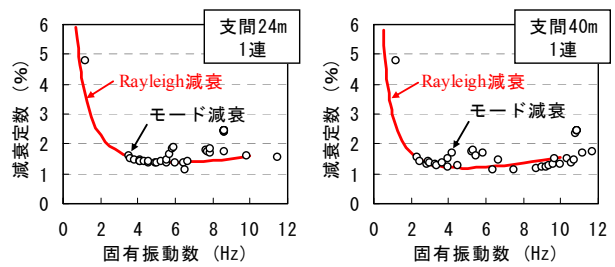 支間24m
1連
減衰定数 (%)
6
5
4
3
2
1
0
Rayleigh減衰
モード減衰
0 2 4 6 8 10 12
固有振動数 (Hz)
支間40m
1連
減衰定数 (%)
6
5
4
3
2
1
0
Rayleigh減衰
モード減衰
0 2 4 6 8 10 12
固有振動数 (Hz)